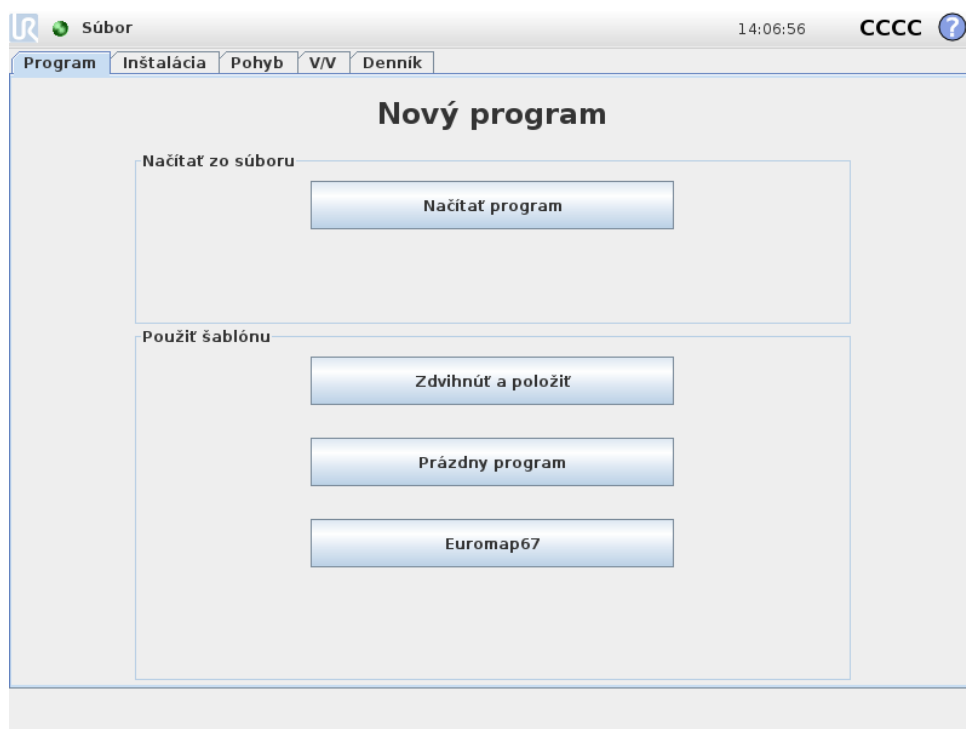 UR Súbor 14:06:56 CCCC ?
Program Inštalácia Pohyb V/V Denník
Nový program
Načítať zo súboru
Načítať program
Použiť šablónu
Zdvihnúť a položiť
Prázdny program
Euromap67